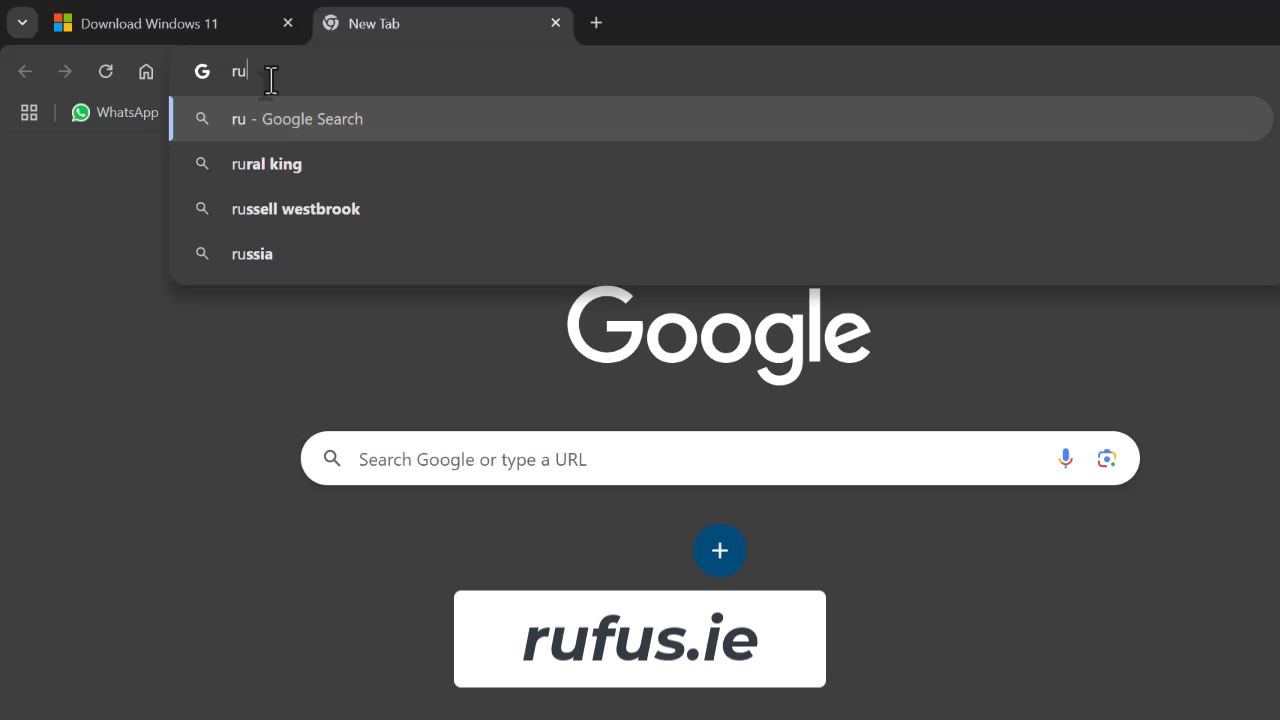 Download Windows 11
New Tab
ru
WhatsApp
ru - Google Search
rural king
russell westbrook
russia
Google
Search Google or type a URL
rufus.ie